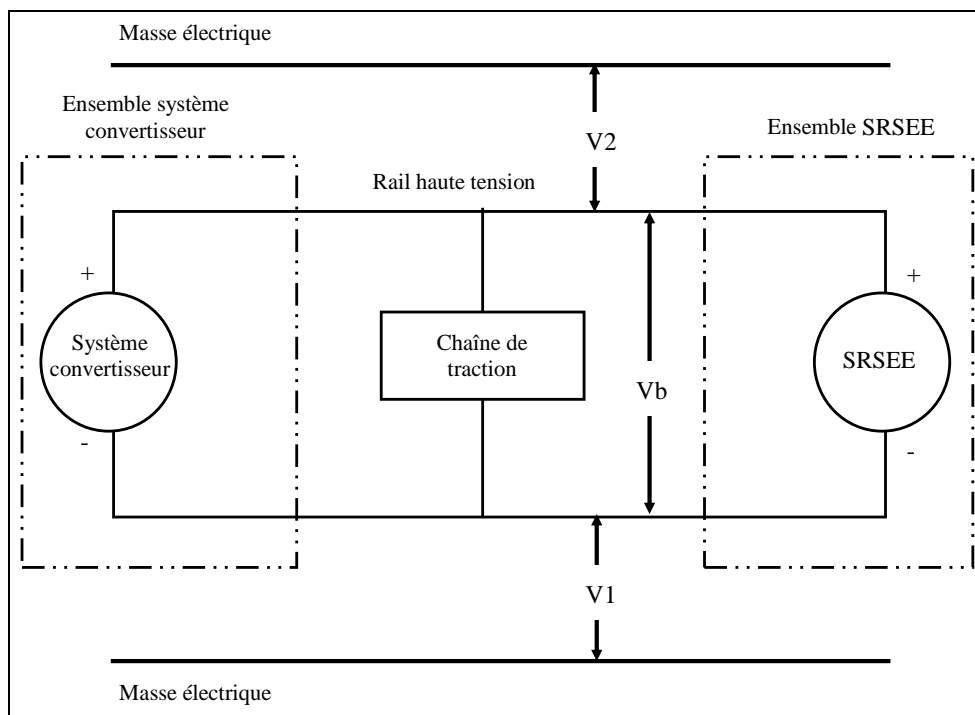 Masse électrique
Ensemble système
convertisseur
V2
Ensemble SRSEE
Rail haute tension
+
+
Système
convertisseur
Chaîne de
traction
Vb
SRSEE
-
-
V1
Masse électrique